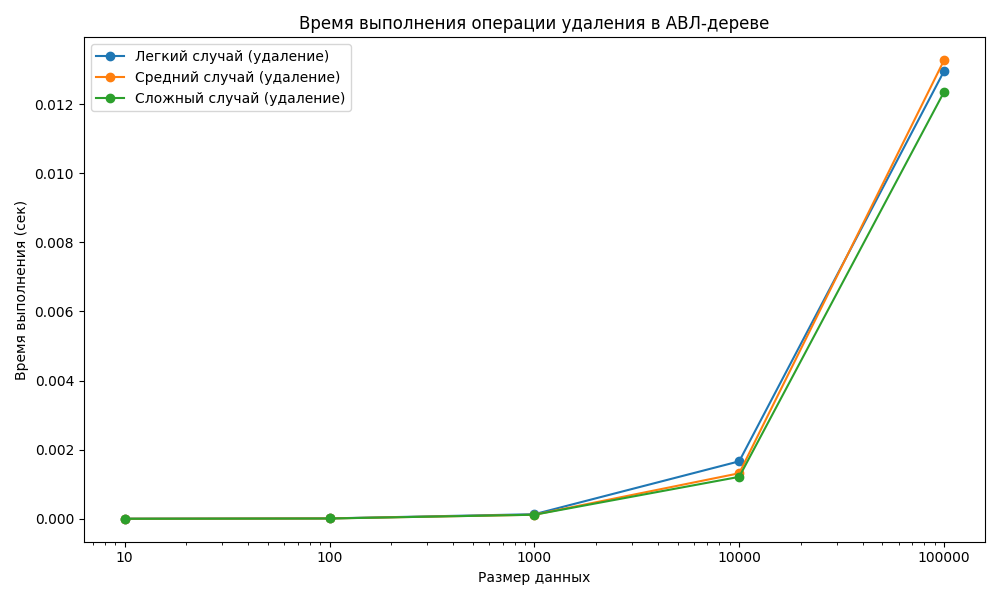 Время выполнения операции удаления в АВЛ-дереве
Легкий случай (удаление)
Средний случай (удаление)
Сложный случай (удаление)
Время выполнения (сек)
0.012
0.010
0.008
0.006
0.004
0.002
0.000
10 100 1000 10000 100000
Размер данных